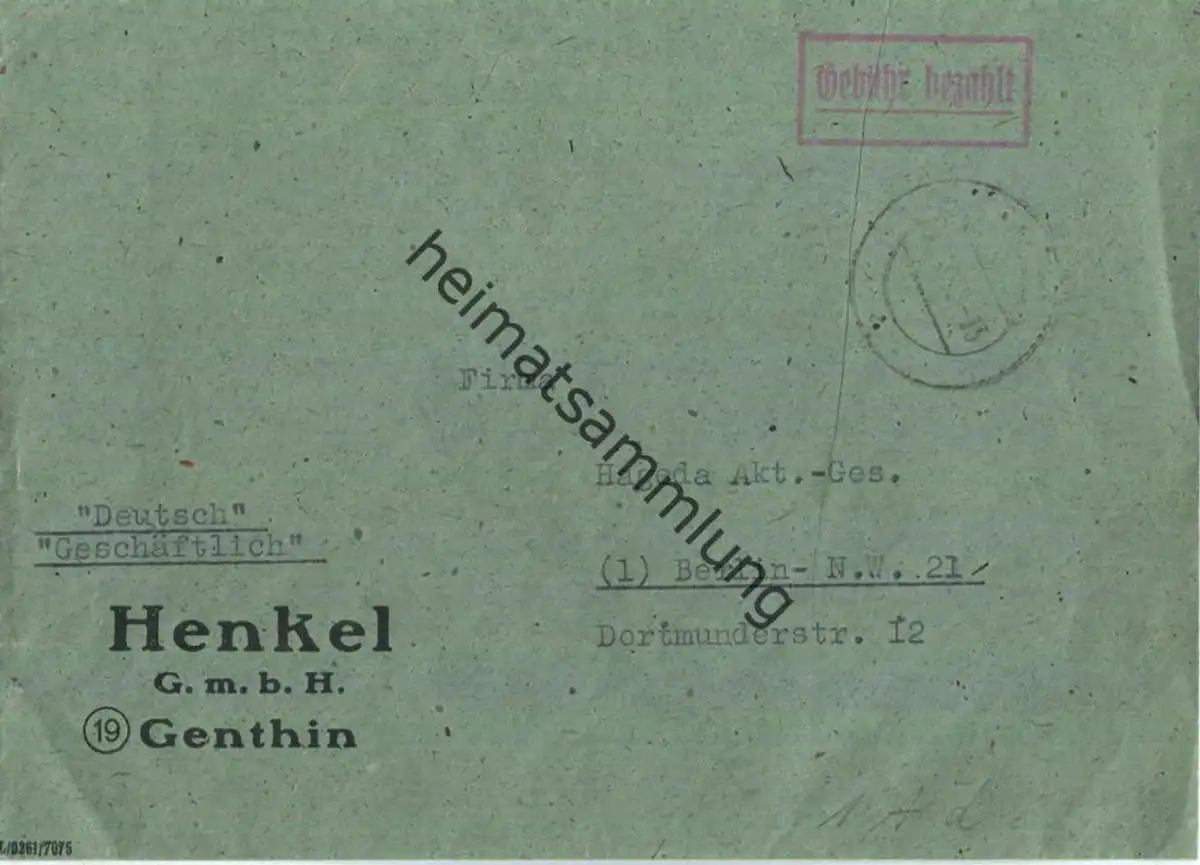 Gebühr bezahlt
Firma
Hageda Akt.-Ges.
(1) Berlin- N.W. 21
Dortmunderstr. 12
"Deutsch"
"Geschäftlich"
Henkel
G. m. b. H.
19 Genthin
heimatsammlung